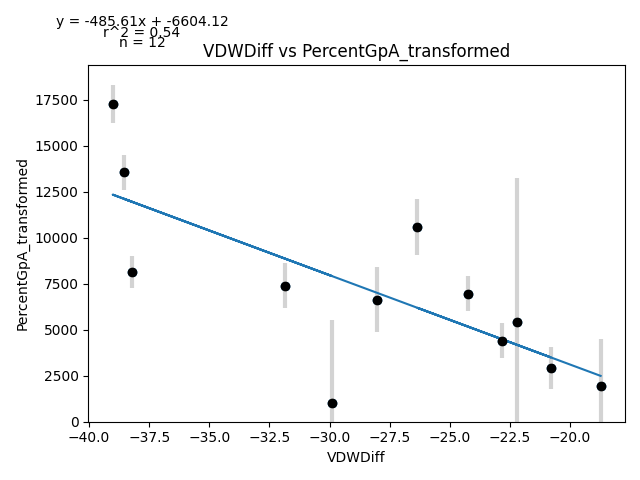 y = -485.61x + -6604.12
r^2 = 0.54
n = 12
VDWDiff vs PercentGpA_transformed
PercentGpA_transformed
17500
15000
12500
10000
7500
5000
2500
0
−40.0 −37.5 −35.0 −32.5 −30.0 −27.5 −25.0 −22.5 −20.0
VDWDiff